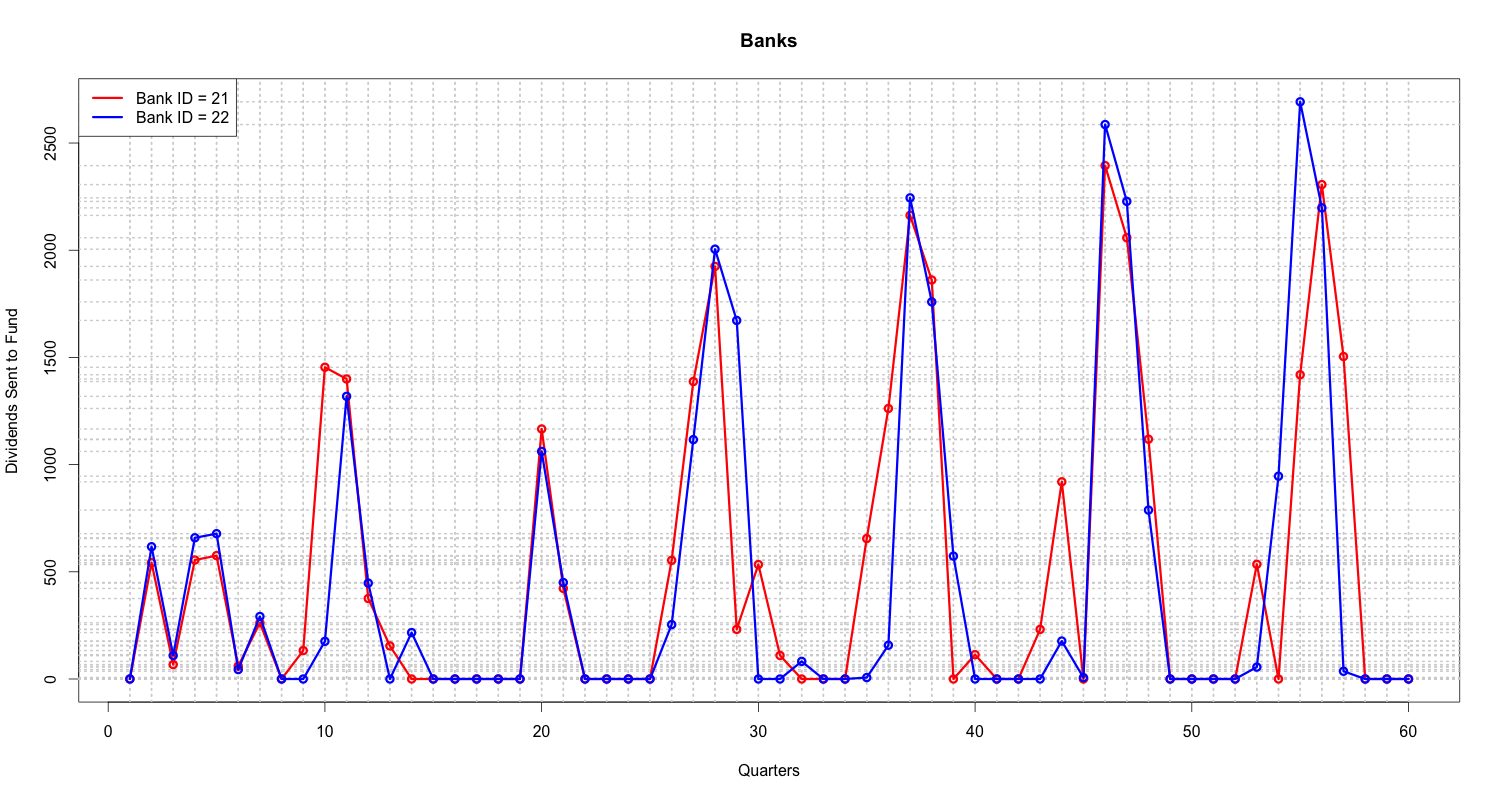 Banks
Bank ID = 21
Bank ID = 22
Dividends Sent to Fund
2500
2000
1500
1000
500
0
0 10 20 30 40 50 60
Quarters